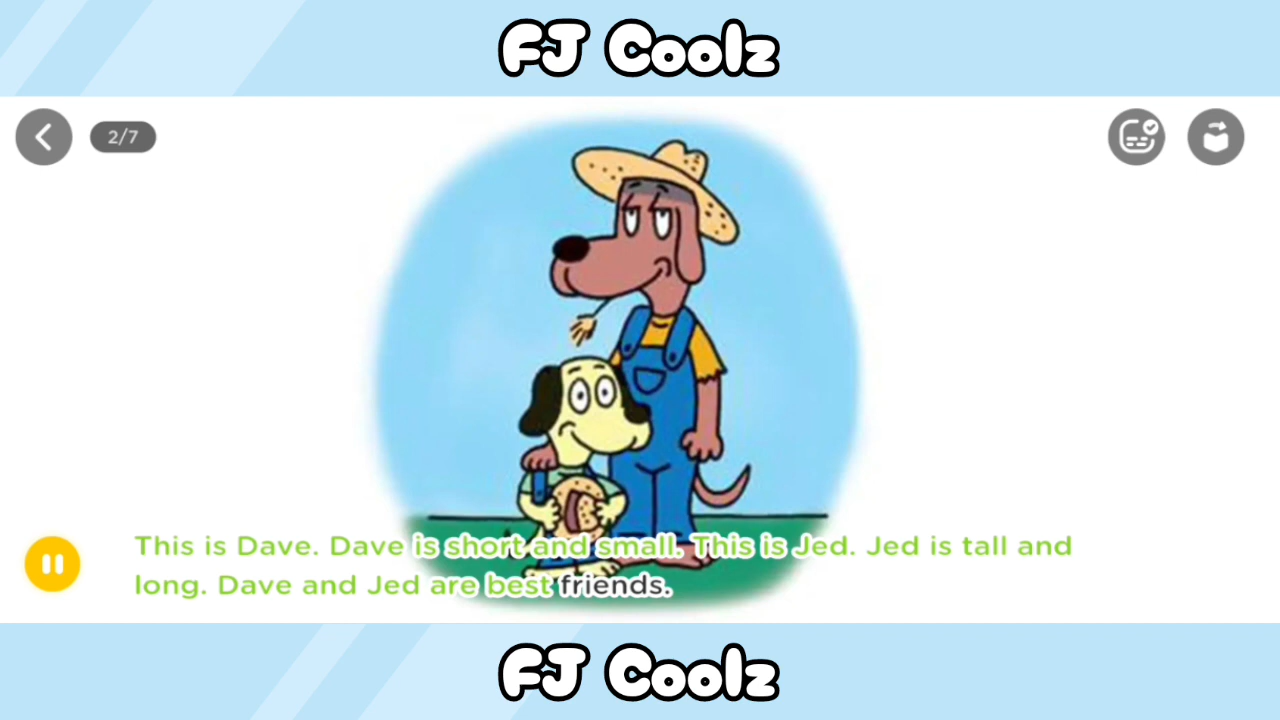 FJ Coolz
2/7
This is Dave. Dave is short and small. This is Jed. Jed is tall and
long. Dave and Jed are best friends.
FJ Coolz